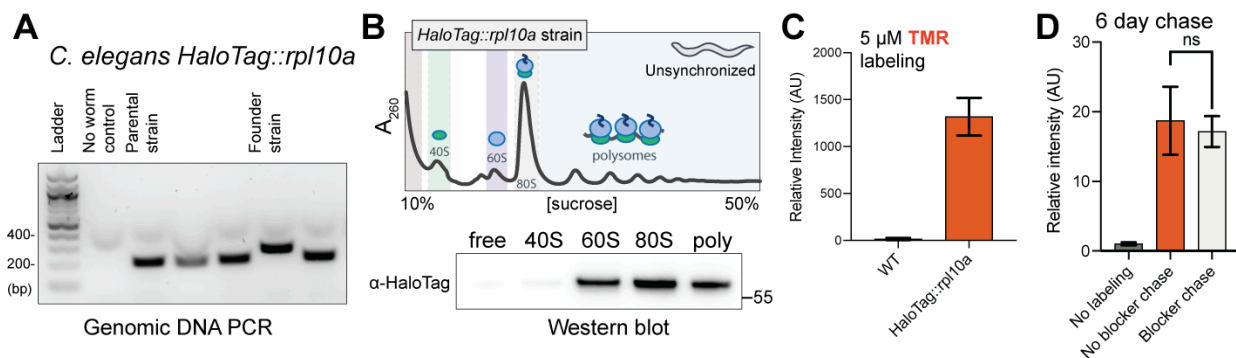 A
C. elegans HaloTag::rpl10a
Ladder
No worm
control
Parental
strain
Founder
strain
400-
200-
(bp)
Genomic DNA PCR
B
HaloTag::rpl10a strain
Unsynchronized
A260
40S
60S
80S
polysomes
10%
[sucrose]
50%
free 40S 60S 80S poly
α-HaloTag
–55
Western blot
C
5 µM TMR
labeling
Relative Intensity (AU)
2000
1500
1000
500
0
WT
HaloTag::rpl10a
D
6 day chase
ns
Relative intensity (AU)
30
20
10
0
No labeling
No blocker chase
Blocker chase